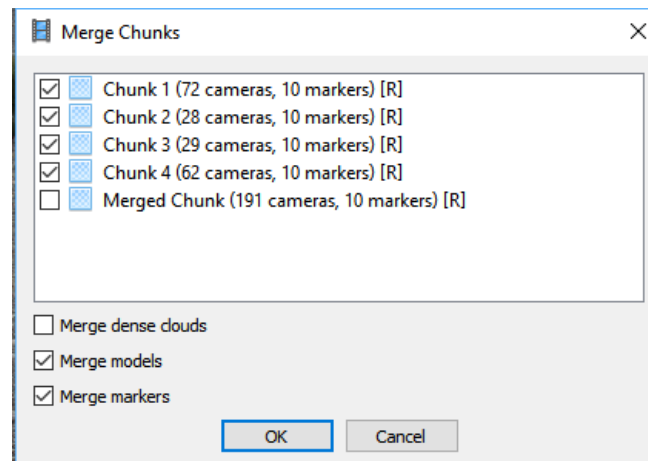 Merge Chunks
Chunk 1 (72 cameras, 10 markers) [R]
Chunk 2 (28 cameras, 10 markers) [R]
Chunk 3 (29 cameras, 10 markers) [R]
Chunk 4 (62 cameras, 10 markers) [R]
Merged Chunk (191 cameras, 10 markers) [R]
Merge dense clouds
Merge models
Merge markers
OK Cancel